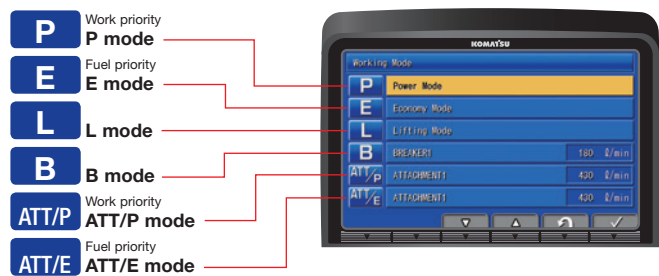 P
Work priority
P mode
E
Fuel priority
E mode
L
L mode
B
B mode
ATT/P
Work priority
ATT/P mode
ATT/E
Fuel priority
ATT/E mode
KOMATSU
Working Mode
P Power Mode
E Economy Mode
L Lifting Mode
B BREAKER1 180 ℓ/min
ATT/P ATTACHMENT1 430 ℓ/min
ATT/E ATTACHMENT1 430 ℓ/min